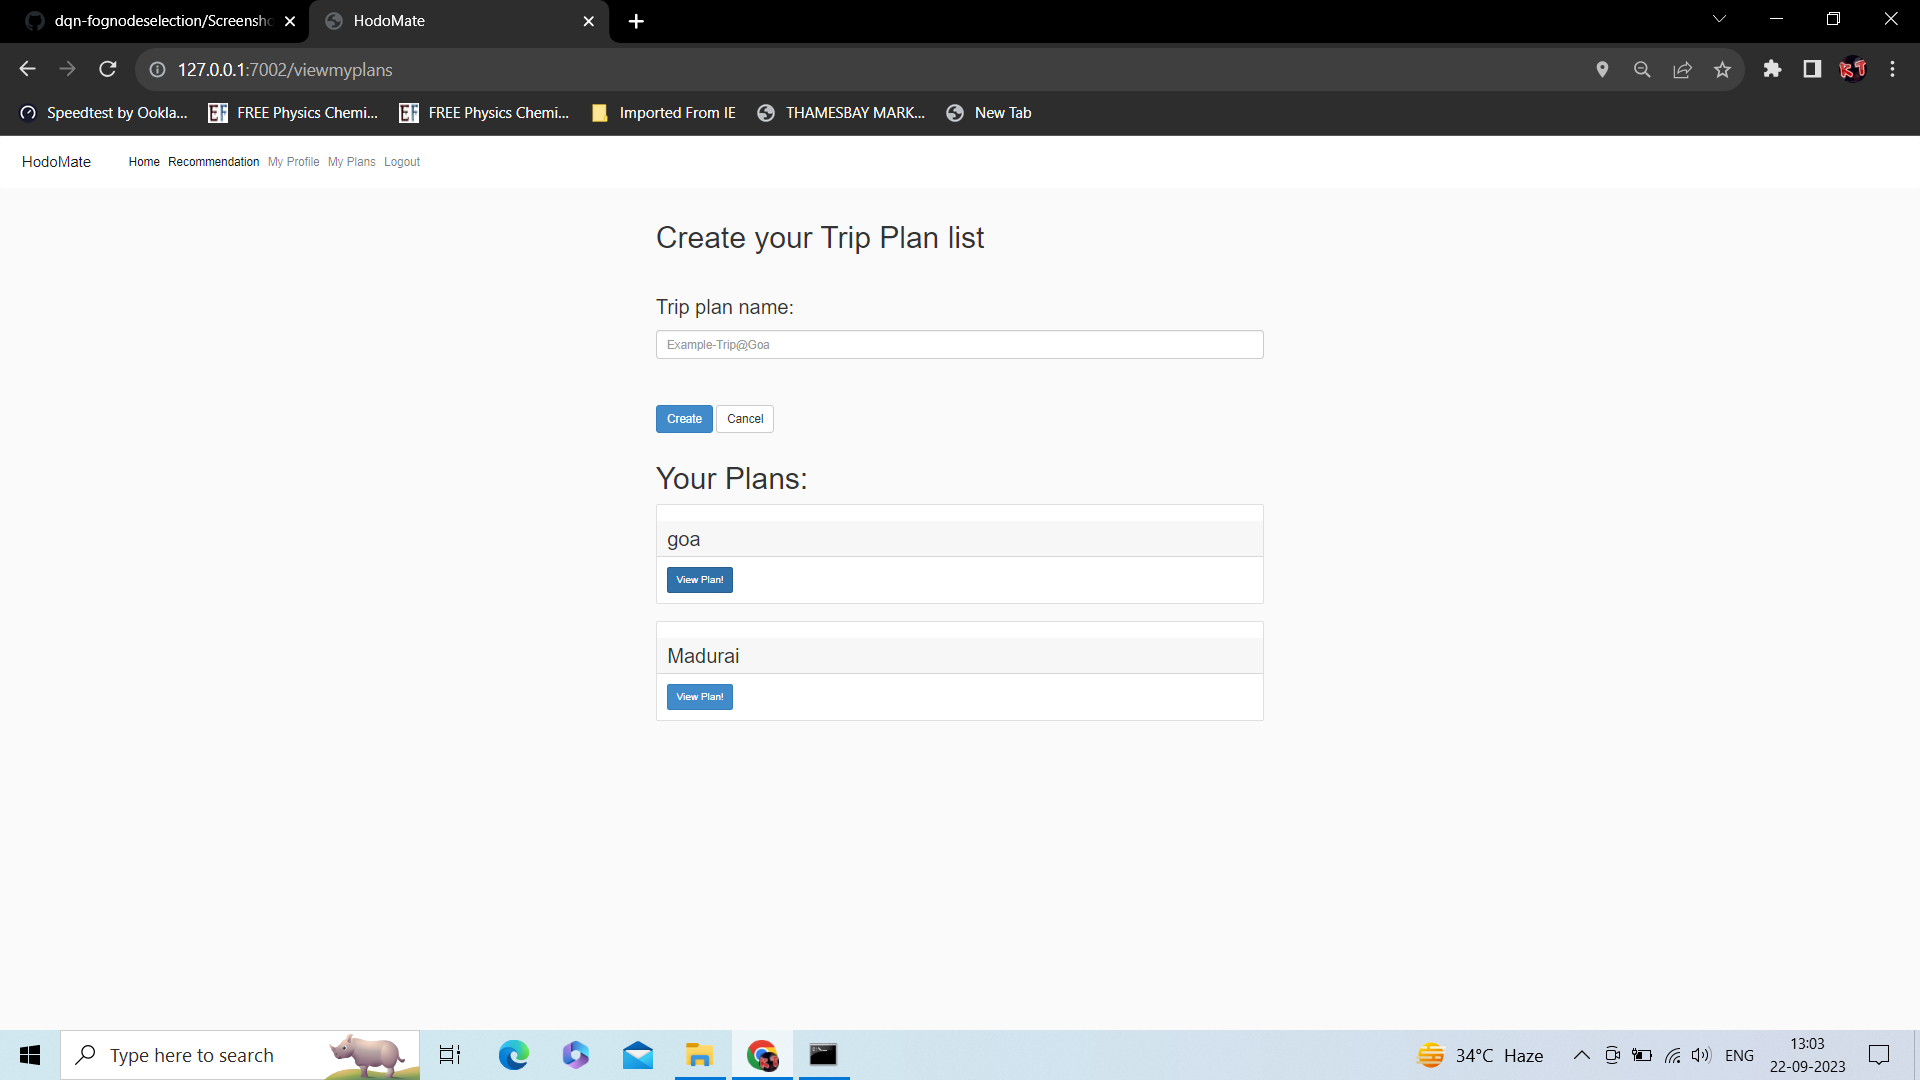 dqn-fognodeselection/Screensho
HodoMate
127.0.0.1:7002/viewmyplans
Speedtest by Ookla...
EF FREE Physics Chemi...
EF FREE Physics Chemi...
Imported From IE
THAMESBAY MARK...
New Tab
HodoMate
Home Recommendation My Profile My Plans Logout
Create your Trip Plan list
Trip plan name:
Example-Trip@Goa
Create Cancel
Your Plans:
goa
View Plan!
Madurai
View Plan!
Type here to search
34°C Haze
ENG
13:03
22-09-2023